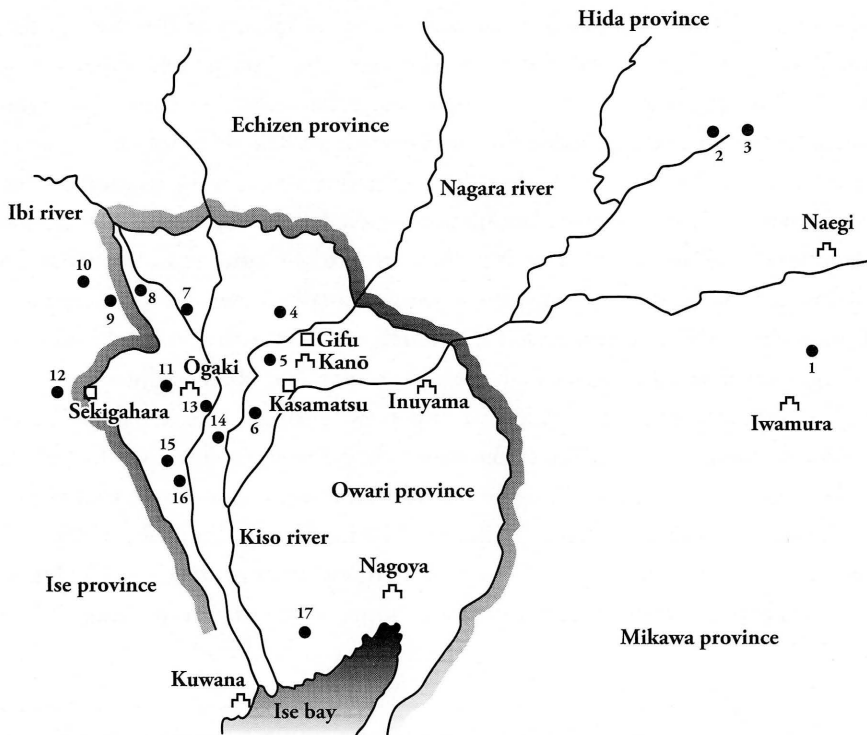 Hida province
Echizen province
2
3
Nagara river
Ibi river
Naegi
10
8
7
9
4
Gifu
5
Kanō
1
Ōgaki
11
12
Sekigahara
13
Kasamatsu
Inuyama
Iwamura
14
6
15
16
Owari province
Kiso river
Nagoya
Ise province
17
Mikawa province
Kuwana
Ise bay